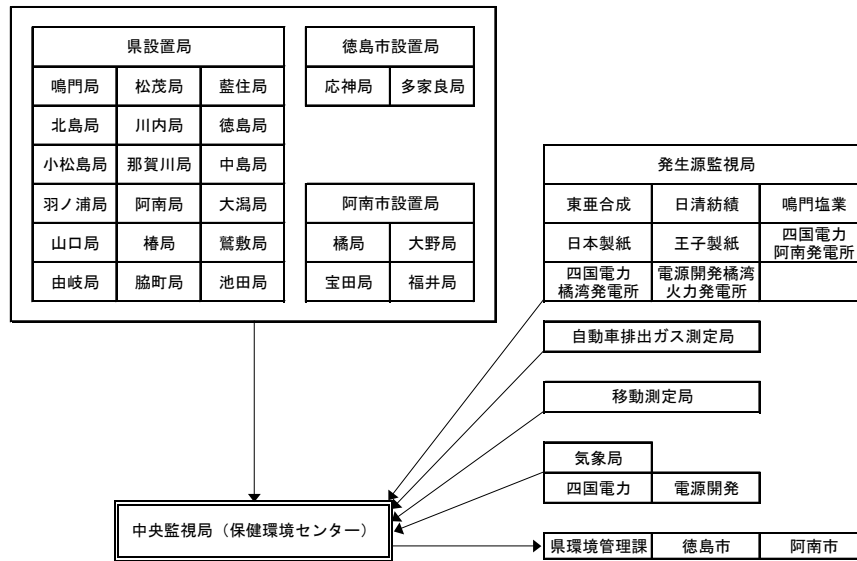 県設置局
鳴門局 松茂局 藍住局
北島局 川内局 徳島局
小松島局 那賀川局 中島局
羽ノ浦局 阿南局 大潟局
山口局 椿局 鷲敷局
由岐局 脇町局 池田局
徳島市設置局
応神局 多家良局
阿南市設置局
橘局 大野局
宝田局 福井局
発生源監視局
東亜合成 日清紡績 鳴門塩業
日本製紙 王子製紙 四国電力
阿南発電所
四国電力 電源開発橘湾
橘湾発電所 火力発電所
自動車排出ガス測定局
移動測定局
気象局
四国電力 電源開発
中央監視局（保健環境センター）
県環境管理課 徳島市 阿南市